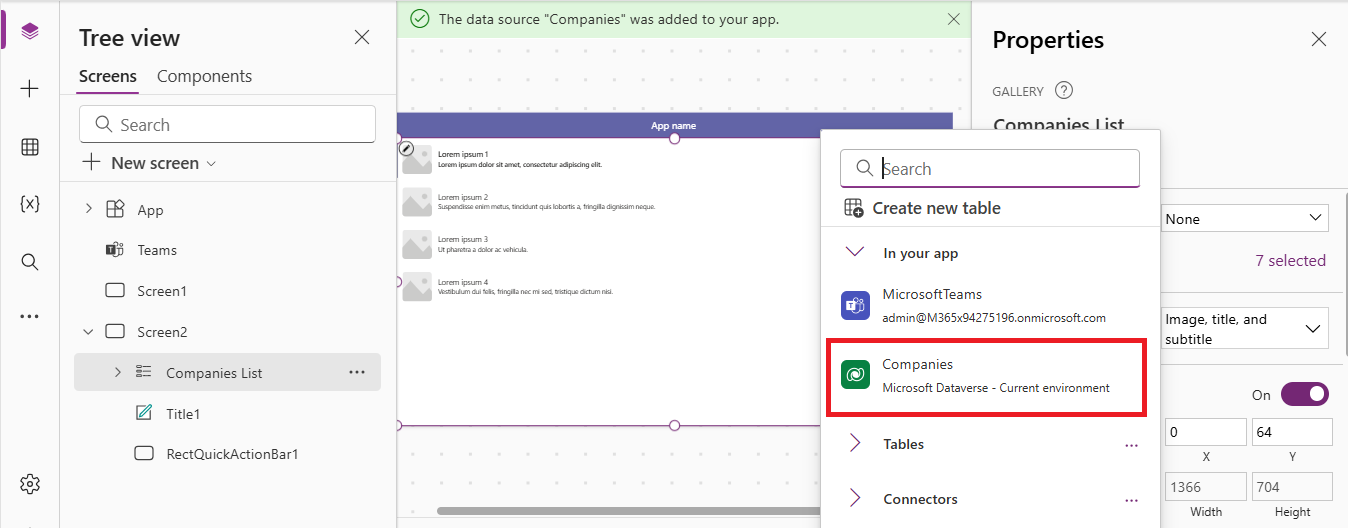 The data source "Companies" was added to your app.
Tree view
Screens
Components
Search
New screen
App
Teams
Screen1
Screen2
Companies List
Title1
RectQuickActionBar1
App name
Lorem ipsum 1
Lorem ipsum dolor sit amet, consectetur adipiscing elit.
Lorem ipsum 2
Suspendisse enim metus, tincidunt quis lobortis a, fringilla dignissim neque.
Lorem ipsum 3
Ut pharetra a dolor ac vehicula.
Lorem ipsum 4
Vestibulum dui felis, fringilla nec mi sed, tristique dictum nisi.
Search
Create new table
In your app
MicrosoftTeams
admin@M365x94275196.onmicrosoft.com
Companies
Microsoft Dataverse - Current environment
Tables
Connectors
Properties
GALLERY
Companies List
None
7 selected
Image, title, and
subtitle
On
0
64
X
Y
1366
704
Width
Height